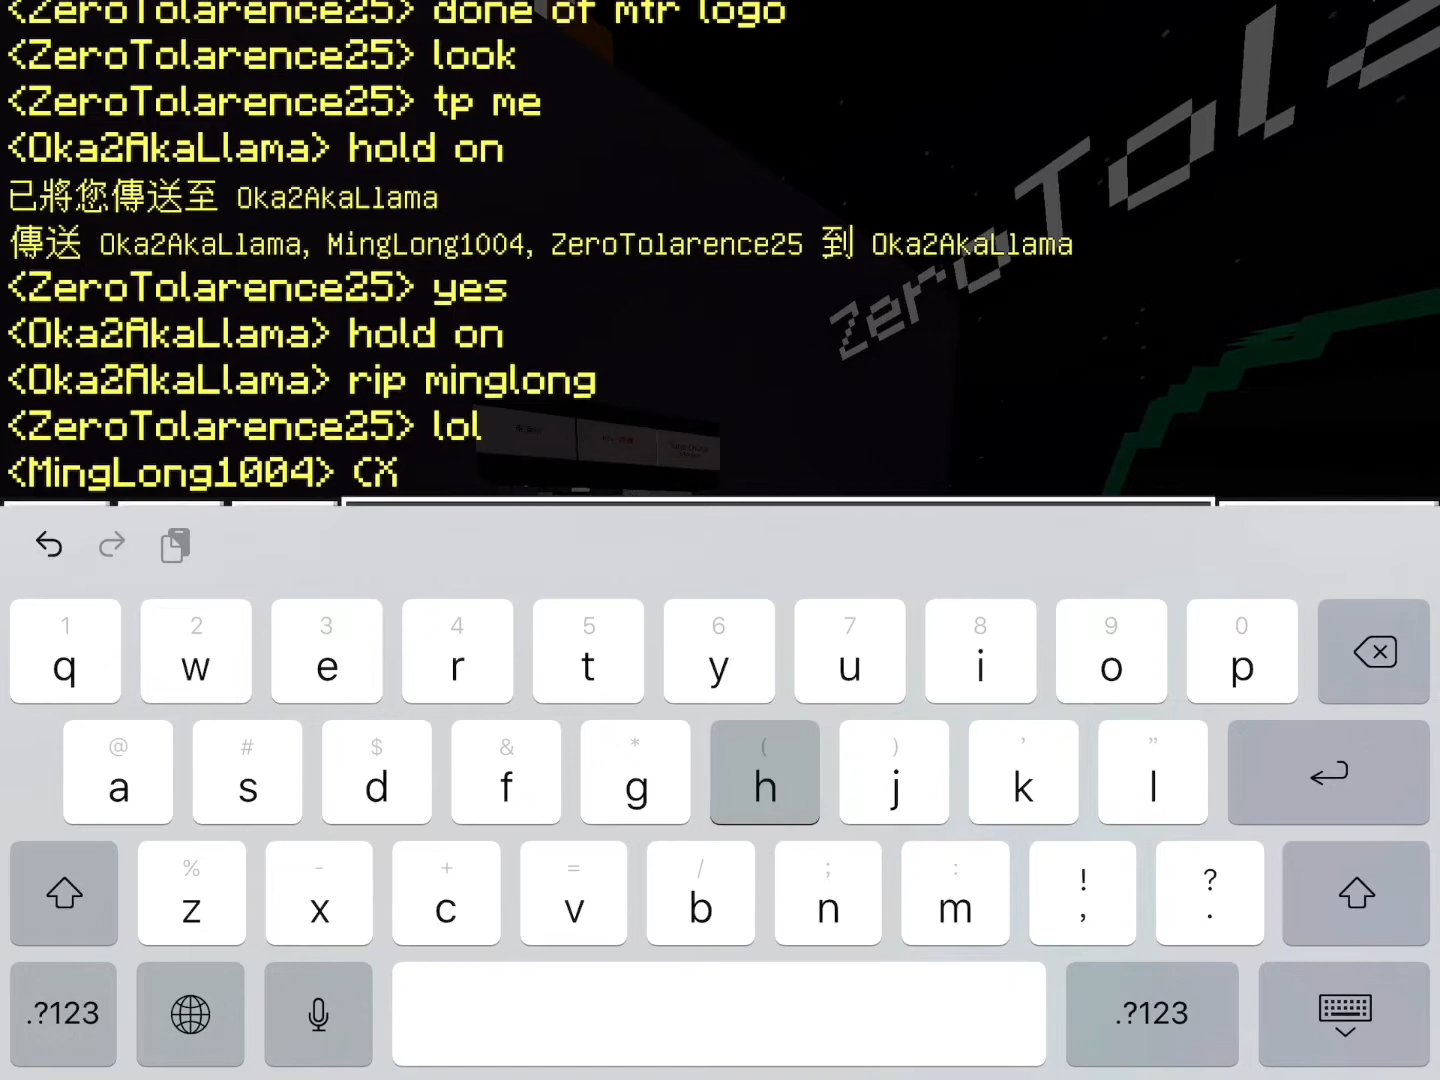 <ZeroTolarence25> done of mtr logo
<ZeroTolarence25> look
<ZeroTolarence25> tp me
<Oka2AkaLlama> hold on
已將您傳送至 Oka2AkaLlama
傳送 Oka2AkaLlama, MingLong1004, ZeroTolarence25 到 Oka2AkaLlama
<ZeroTolarence25> yes
<Oka2AkaLlama> hold on
<Oka2AkaLlama> rip minglong
<ZeroTolarence25> lol
<MingLong1004> CX
ZeroTol
1 2 3 4 5 6 7 8 9 0
q w e r t y u i o p
@ # $ & * ( ) ' "
a s d f g h j k l
% - + = / ; : ! ?
z x c v b n m , .
.?123 .?123